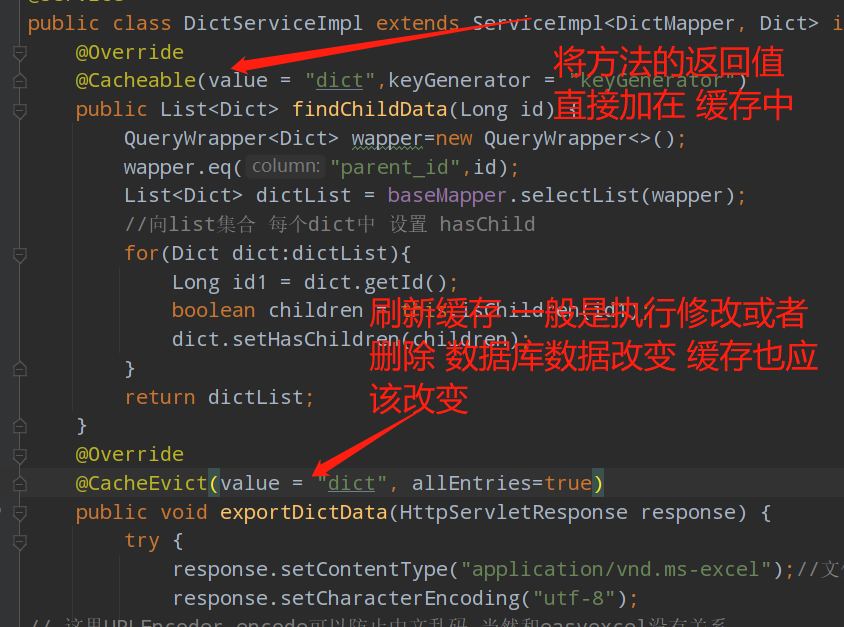 public class DictServiceImpl extends ServiceImpl<DictMapper, Dict> i
@Override
@Cacheable(value = "dict",keyGenerator = "keyGenerator")
将方法的返回值
直接加在 缓存中
public List<Dict> findChildData(Long id) {
QueryWrapper<Dict> wapper=new QueryWrapper<>();
wapper.eq( column: "parent_id",id);
List<Dict> dictList = baseMapper.selectList(wapper);
//向list集合 每个dict中 设置 hasChild
for(Dict dict:dictList){
Long id1 = dict.getId();
boolean children = this.isChildren(id1);
dict.setHasChildren(children);
刷新缓存 一般是执行修改或者
删除 数据库数据改变 缓存也应
该改变
}
return dictList;
}
@Override
@CacheEvict(value = "dict", allEntries=true)
public void exportDictData(HttpServletResponse response) {
try {
response.setContentType("application/vnd.ms-excel");//文
response.setCharacterEncoding("utf-8");
// 这里URLEncoder.encode可以防止中文乱码 当然和easyexcel没有关系